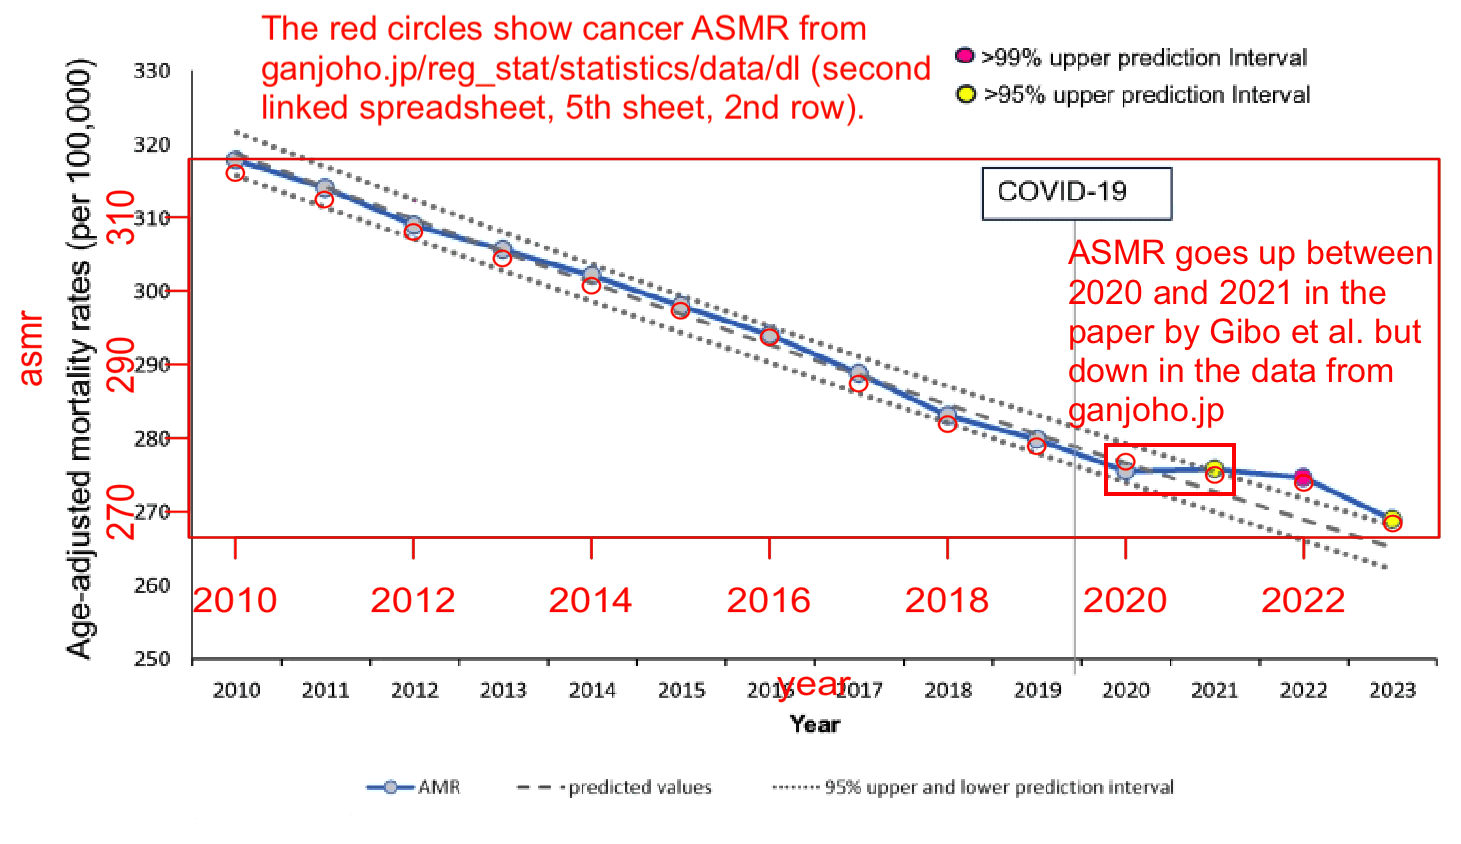 The red circles show cancer ASMR from
ganjoho.jp/reg_stat/statistics/data/dl (second
linked spreadsheet, 5th sheet, 2nd row).
>99% upper prediction Interval
>95% upper prediction Interval
Age-adjusted mortality rates (per 100,000)
asmr
330
320
310
300
290
280
270
260
250
310
290
270
COVID-19
ASMR goes up between
2020 and 2021 in the
paper by Gibo et al. but
down in the data from
ganjoho.jp
2010 2012 2014 2016 2018 2020 2022
2010 2011 2012 2013 2014 2015 2016 2017 2018 2019 2020 2021 2022 2023
year
Year
AMR predicted values 95% upper and lower prediction interval